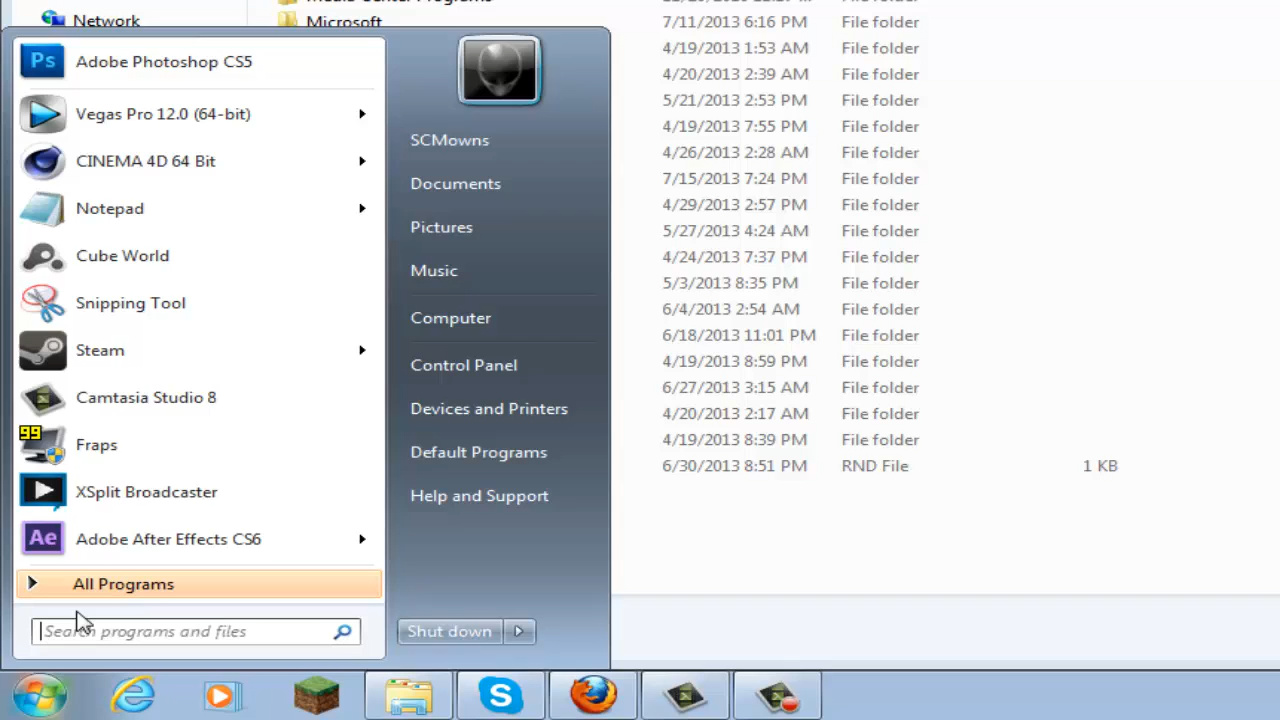 Network
Microsoft
7/11/2013 6:16 PM File folder
4/19/2013 1:53 AM File folder
4/20/2013 2:39 AM File folder
5/21/2013 2:53 PM File folder
4/19/2013 7:55 PM File folder
4/26/2013 2:28 AM File folder
7/15/2013 7:24 PM File folder
4/29/2013 2:57 PM File folder
5/27/2013 4:24 AM File folder
4/24/2013 7:37 PM File folder
5/3/2013 8:35 PM File folder
6/4/2013 2:54 AM File folder
6/18/2013 11:01 PM File folder
4/19/2013 8:59 PM File folder
6/27/2013 3:15 AM File folder
4/20/2013 2:17 AM File folder
4/19/2013 8:39 PM File folder
6/30/2013 8:51 PM RND File 1 KB
Ps Adobe Photoshop CS5
Vegas Pro 12.0 (64-bit)
CINEMA 4D 64 Bit
Notepad
Cube World
Snipping Tool
Steam
Camtasia Studio 8
99 Fraps
XSplit Broadcaster
Ae Adobe After Effects CS6
All Programs
Search programs and files
SCMowns
Documents
Pictures
Music
Computer
Control Panel
Devices and Printers
Default Programs
Help and Support
Shut down